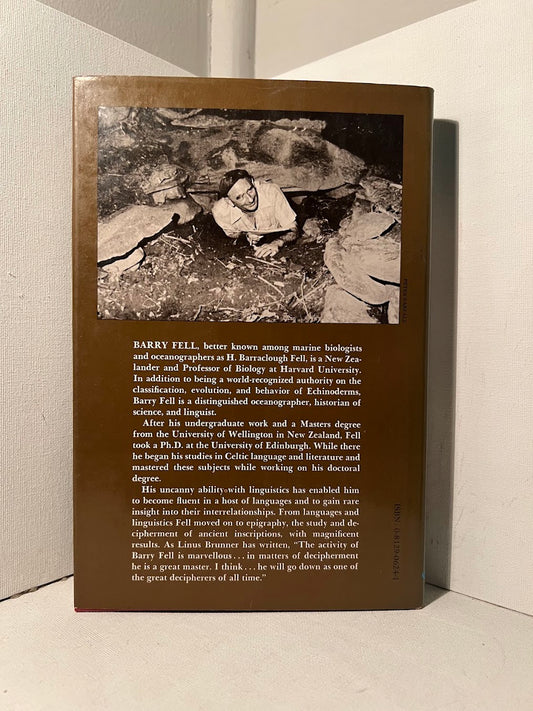 BARRY FELL, better known among marine biologists
and oceanographers as H. Barraclough Fell, is a New Zea-
lander and Professor of Biology at Harvard University.
In addition to being a world-recognized authority on the
classification, evolution, and behavior of Echinoderms,
Barry Fell is a distinguished oceanographer, historian of
science, and linguist.
After his undergraduate work and a Masters degree
from the University of Wellington in New Zealand, Fell
took a Ph.D. at the University of Edinburgh. While there
he began his studies in Celtic language and literature and
mastered these subjects while working on his doctoral
degree.
His uncanny ability with linguistics has enabled him
to become fluent in a host of languages and to gain rare
insight into their interrelationships. From languages and
linguistics Fell moved on to epigraphy, the study and de-
cipherment of ancient inscriptions, with magnificent
results. As Linus Brunner has written, "The activity of
Barry Fell is marvellous . . . in matters of decipherment
he is a great master. I think . . . he will go down as one of
the great decipherers of all time."
ISBN 0-8129-0624-1